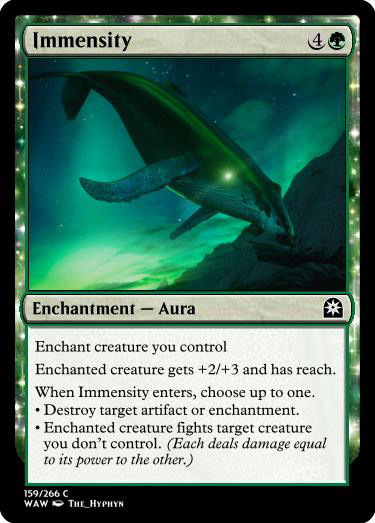 Immensity 4
Enchantment — Aura
Enchant creature you control
Enchanted creature gets +2/+3 and has reach.
When Immensity enters, choose up to one.
• Destroy target artifact or enchantment.
• Enchanted creature fights target creature
you don't control. (Each deals damage equal
to its power to the other.)
159/266 C
WAW The_Hyphyn